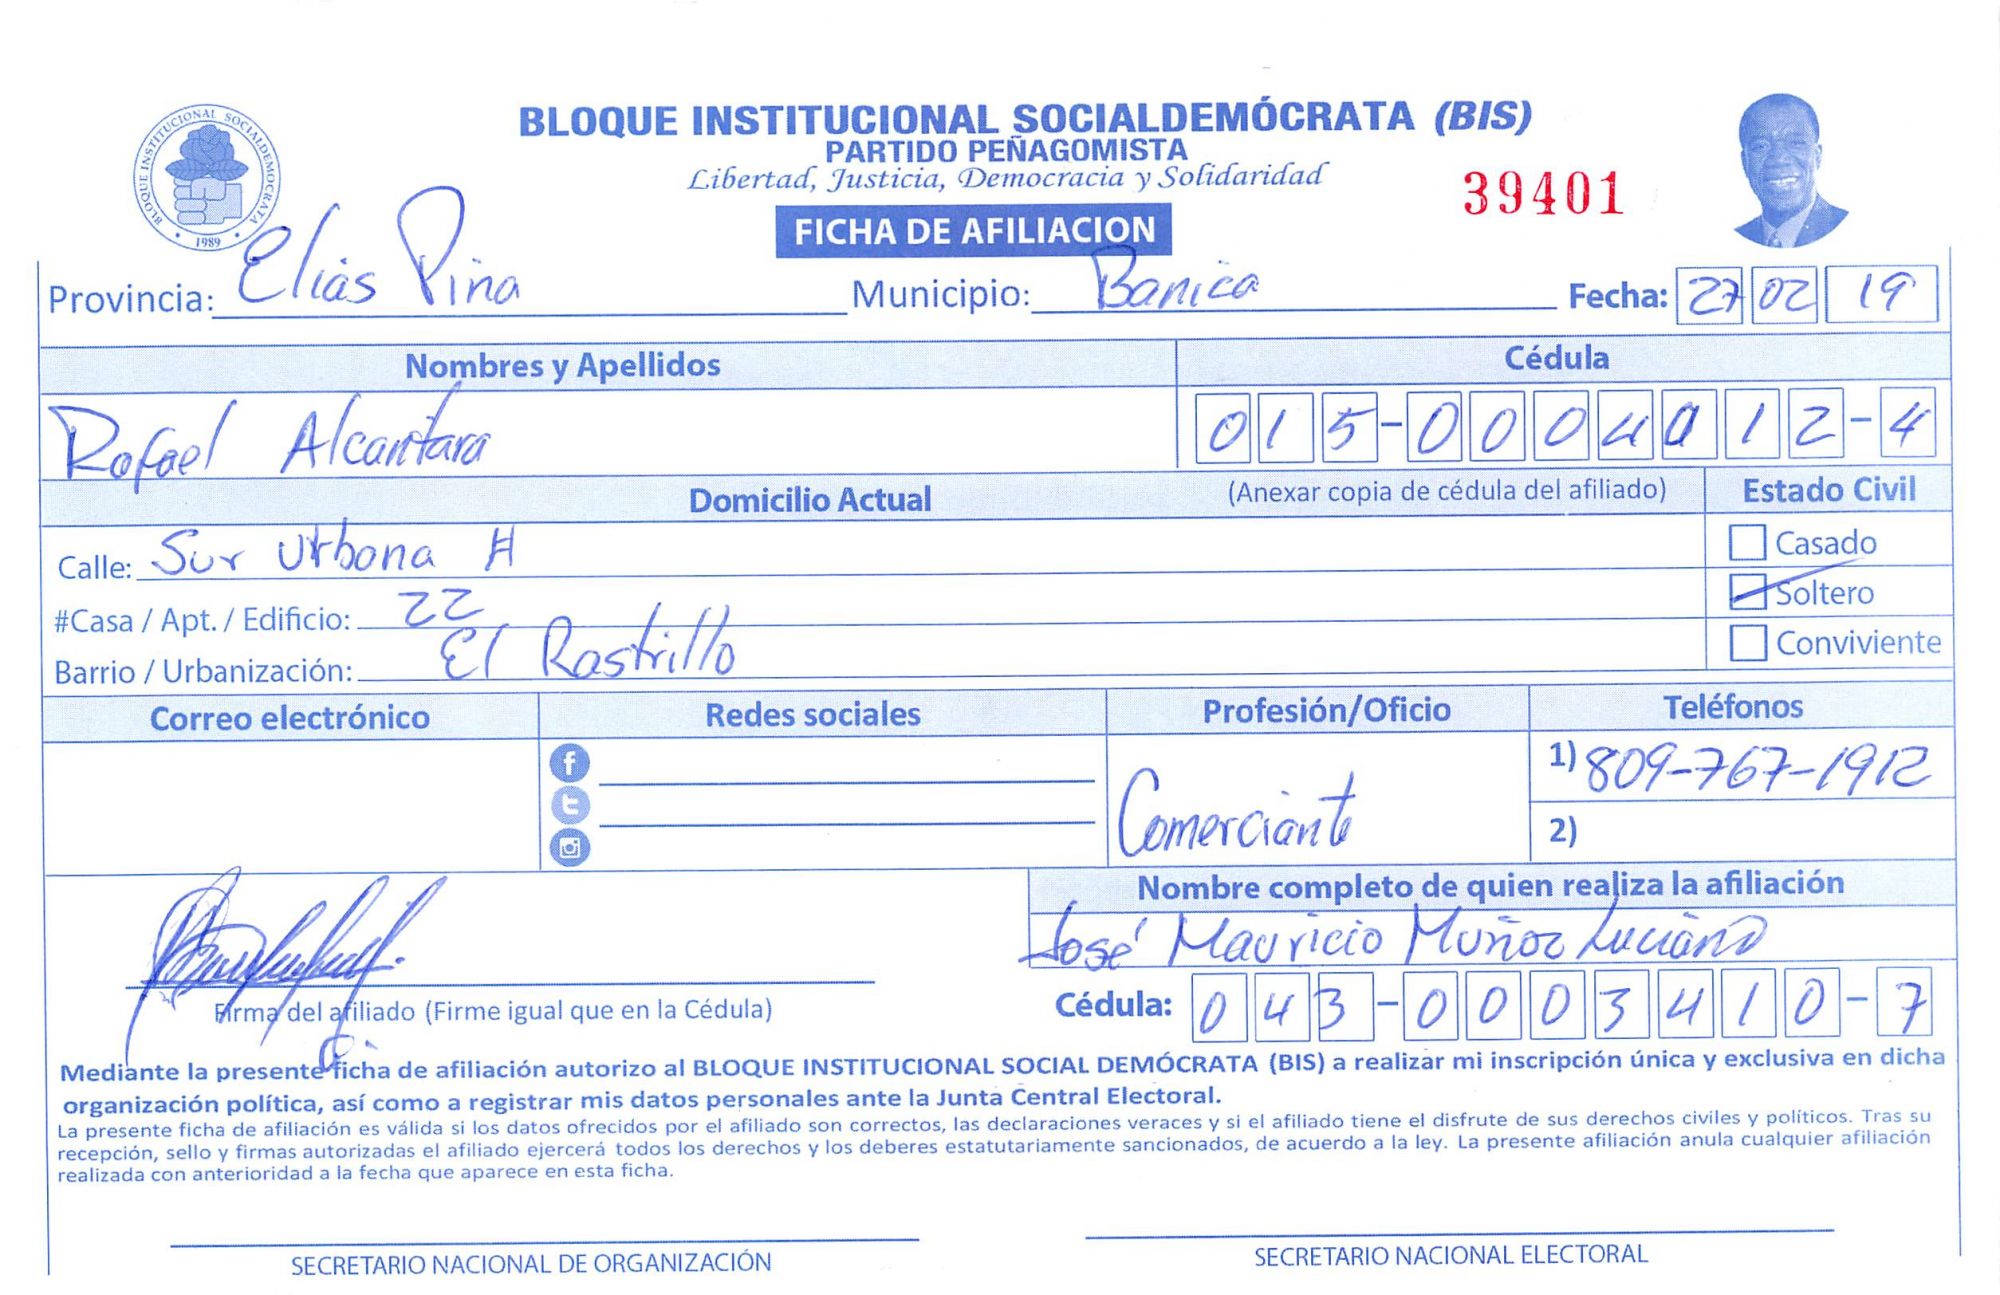 BLOQUE INSTITUCIONAL SOCIALDEMÓCRATA 1989
BLOQUE INSTITUCIONAL SOCIALDEMÓCRATA (BIS)
PARTIDO PEÑAGOMISTA
Libertad, Justicia, Democracia y Solidaridad
39401
FICHA DE AFILIACION
Provincia: Elias Piña Municipio: Banica Fecha: 27 02 19
Nombres y Apellidos Cédula
Rafael Alcantara 015-0004012-4
Domicilio Actual (Anexar copia de cédula del afiliado) Estado Civil
Calle: Sur Urbana H Casado
#Casa / Apt. / Edificio: 22 Soltero
Barrio / Urbanización: El Rastrillo Conviviente
Correo electrónico Redes sociales Profesión/Oficio Teléfonos
1) 809-767-1912
Comerciante 2)
Nombre completo de quien realiza la afiliación
José Mauricio Muñoz Luciano
Firma del afiliado (Firme igual que en la Cédula) Cédula: 043-0003410-7
Mediante la presente ficha de afiliación autorizo al BLOQUE INSTITUCIONAL SOCIAL DEMÓCRATA (BIS) a realizar mi inscripción única y exclusiva en dicha
organización política, así como a registrar mis datos personales ante la Junta Central Electoral.
La presente ficha de afiliación es válida si los datos ofrecidos por el afiliado son correctos, las declaraciones veraces y si el afiliado tiene el disfrute de sus derechos civiles y políticos. Tras su
recepción, sello y firmas autorizadas el afiliado ejercerá todos los derechos y los deberes estatutariamente sancionados, de acuerdo a la ley. La presente afiliación anula cualquier afiliación
realizada con anterioridad a la fecha que aparece en esta ficha.
SECRETARIO NACIONAL DE ORGANIZACIÓN SECRETARIO NACIONAL ELECTORAL